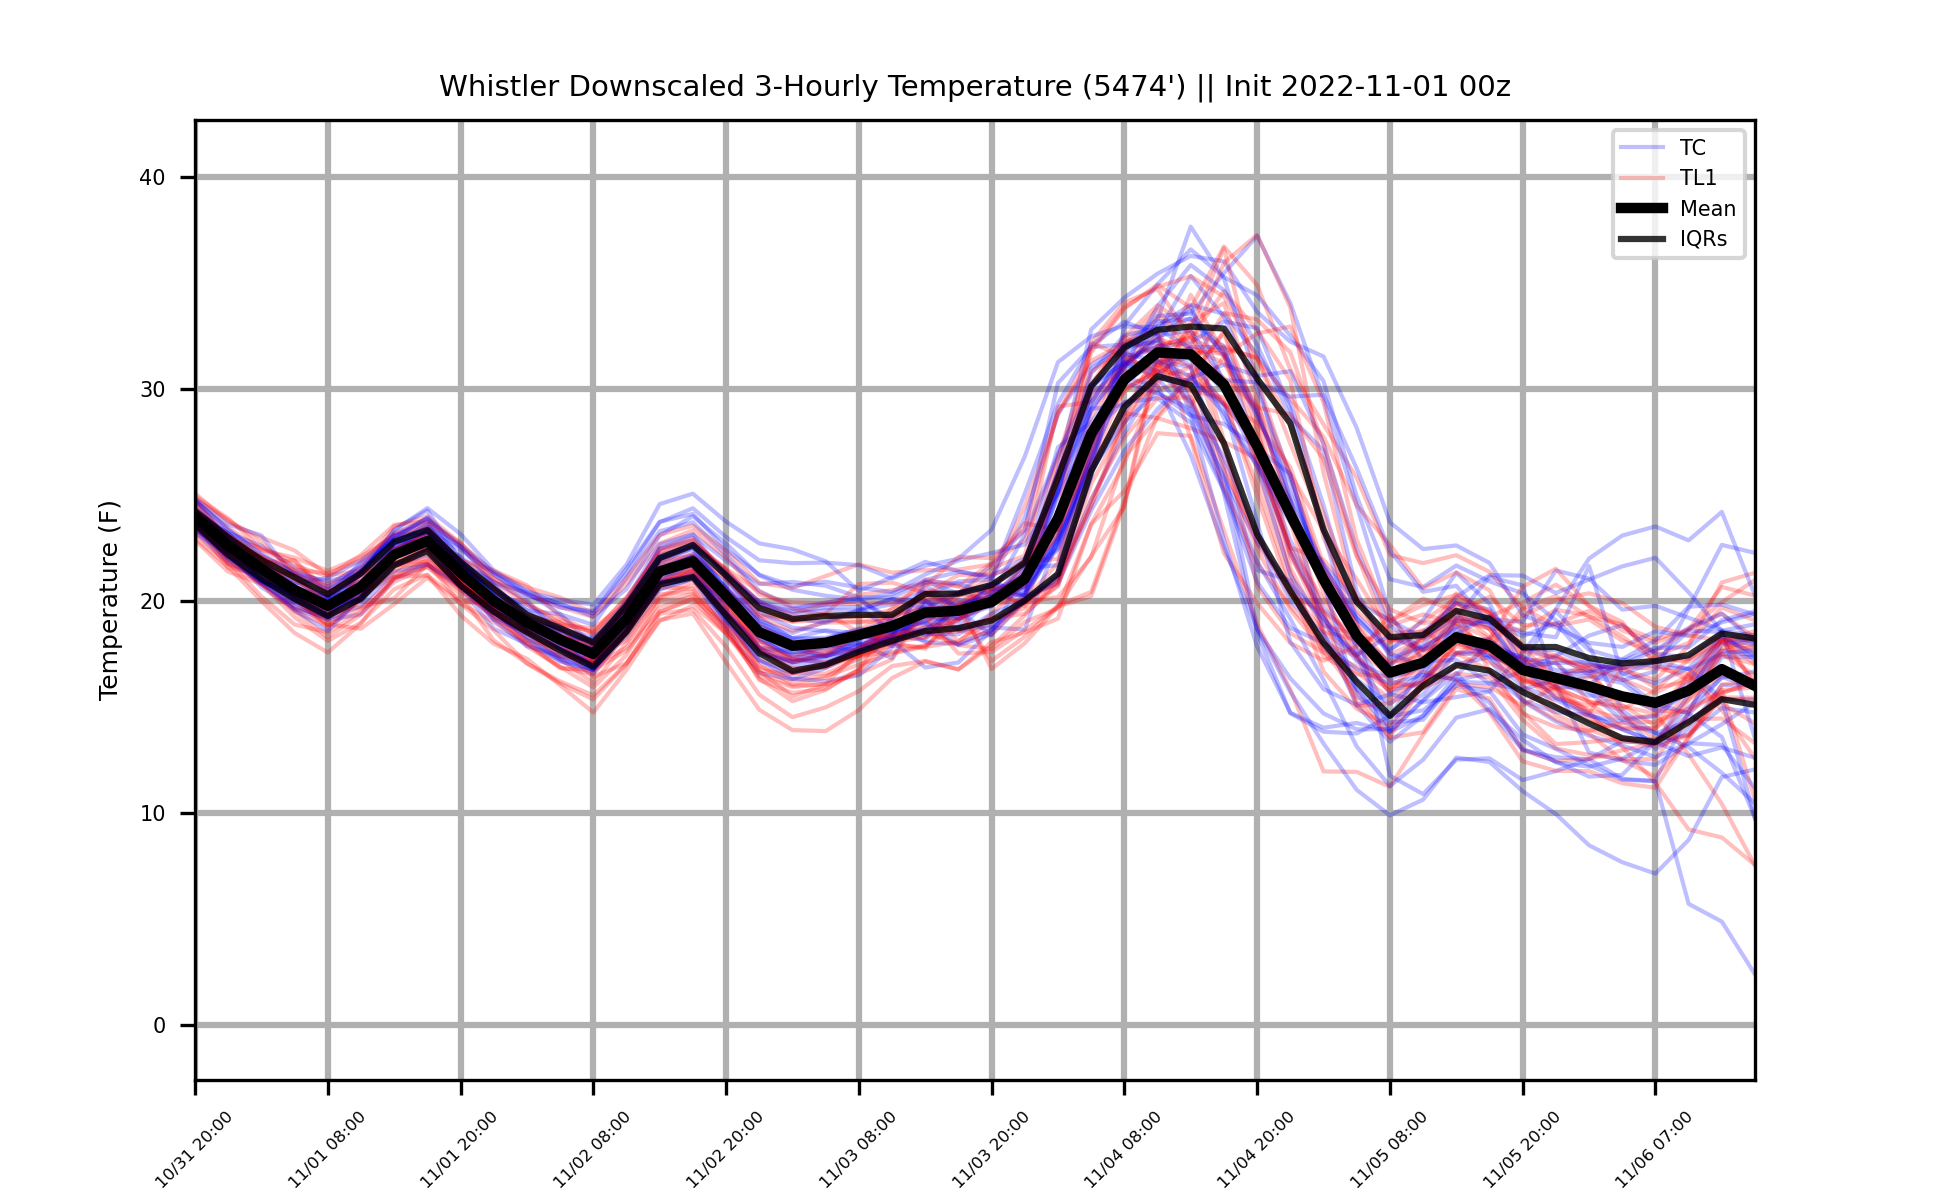 Whistler Downscaled 3-Hourly Temperature (5474') || Init 2022-11-01 00z
TC
TL1
Mean
IQRs
Temperature (F)
40
30
20
10
0
10/31 20:00
11/01 08:00
11/01 20:00
11/02 08:00
11/02 20:00
11/03 08:00
11/03 20:00
11/04 08:00
11/04 20:00
11/05 08:00
11/05 20:00
11/06 07:00